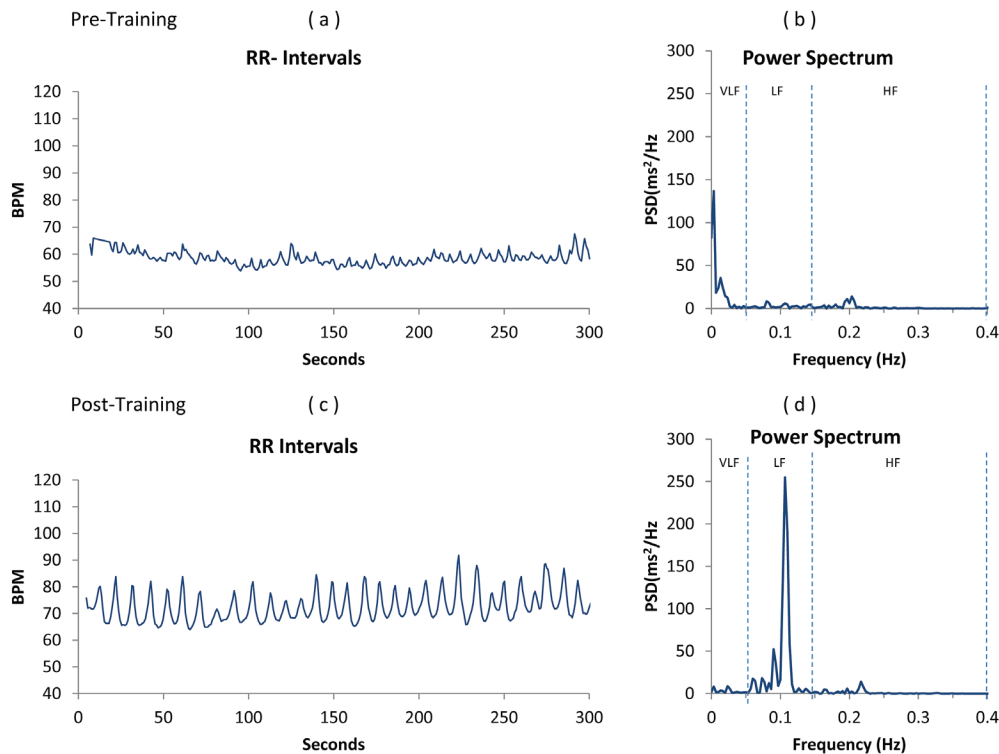 Pre-Training ( a ) ( b )
RR- Intervals
120
110
100
90
80
70
60
50
40
BPM
0 50 100 150 200 250 300
Seconds
Power Spectrum
300
250
200
150
100
50
0
PSD(ms²/Hz
VLF LF HF
0 0.1 0.2 0.3 0.4
Frequency (Hz)
Post-Training ( c ) ( d )
RR Intervals
120
110
100
90
80
70
60
50
40
BPM
0 50 100 150 200 250 300
Seconds
Power Spectrum
300
250
200
150
100
50
0
PSD(ms²/Hz
VLF LF HF
0 0.1 0.2 0.3 0.4
Frequency (Hz)